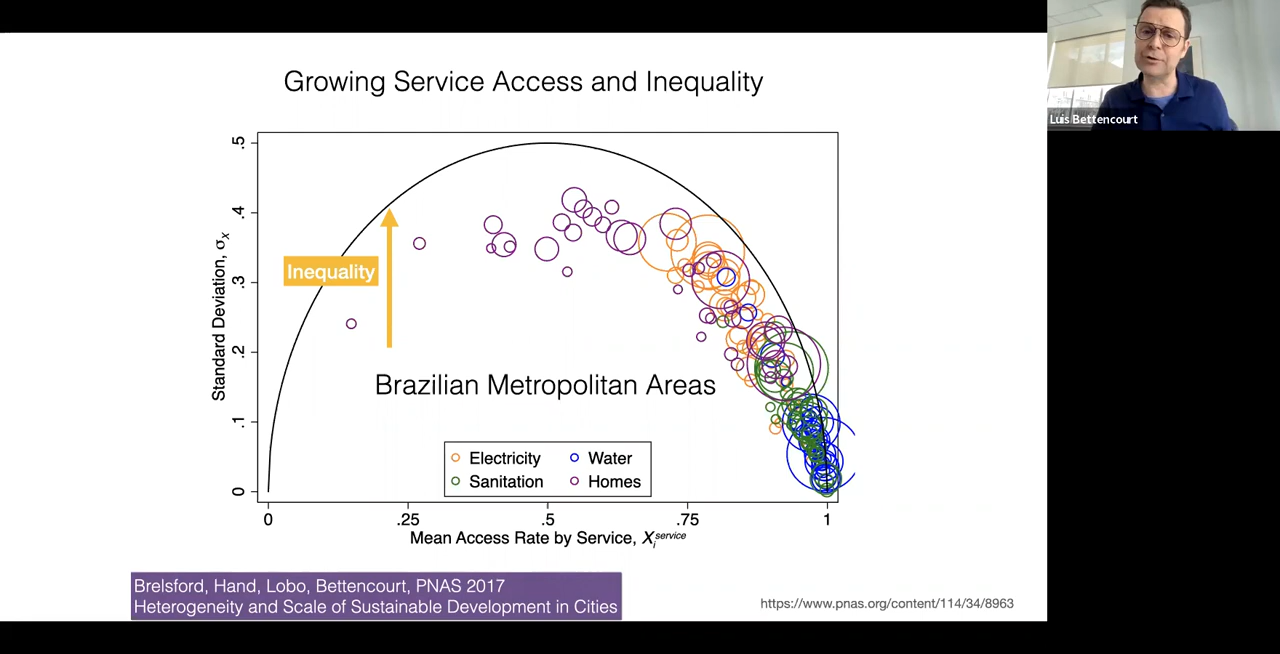 Growing Service Access and Inequality
Luis Bettencourt
.5
.4
.3
.2
.1
0
Standard Deviation, σx
Inequality
Brazilian Metropolitan Areas
Electricity
Water
Sanitation
Homes
0
.25
.5
.75
1
Mean Access Rate by Service, Xi service
Brelsford, Hand, Lobo, Bettencourt, PNAS 2017
Heterogeneity and Scale of Sustainable Development in Cities
https://www.pnas.org/content/114/34/8963